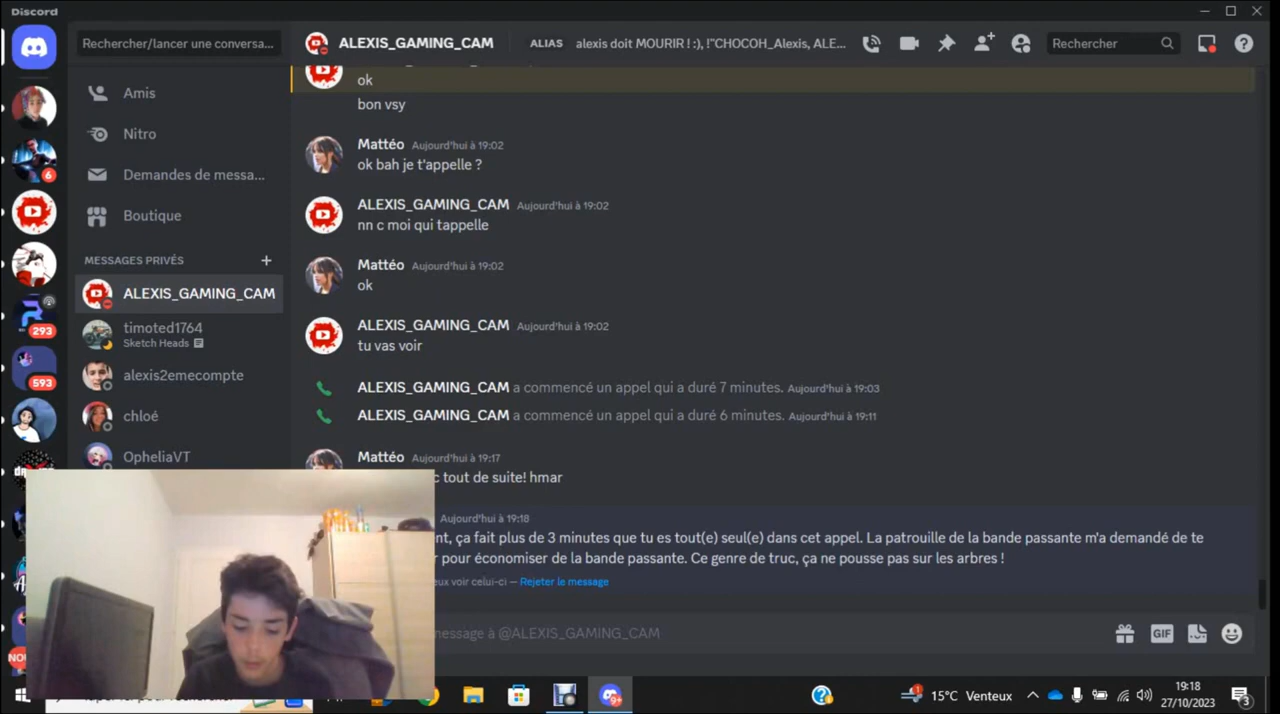 Discord
Rechercher/lancer une conversa...
ALEXIS_GAMING_CAM
ALIAS
alexis doit MOURIR ! :), !"CHOCOH_Alexis, ALE...
Rechercher
Amis
Nitro
Demandes de messa...
Boutique
MESSAGES PRIVÉS
ALEXIS_GAMING_CAM
timoted1764
Sketch Heads
alexis2emecompte
chloé
OpheliaVT
6
293
593
NOU
ok
bon vsy
Mattéo Aujourd'hui à 19:02
ok bah je t'appelle ?
ALEXIS_GAMING_CAM Aujourd'hui à 19:02
nn c moi qui tappelle
Mattéo Aujourd'hui à 19:02
ok
ALEXIS_GAMING_CAM Aujourd'hui à 19:02
tu vas voir
ALEXIS_GAMING_CAM a commencé un appel qui a duré 7 minutes. Aujourd'hui à 19:03
ALEXIS_GAMING_CAM a commencé un appel qui a duré 6 minutes. Aujourd'hui à 19:11
Mattéo Aujourd'hui à 19:17
c tout de suite! hmar
Aujourd'hui à 19:18
nt, ça fait plus de 3 minutes que tu es tout(e) seul(e) dans cet appel. La patrouille de la bande passante m'a demandé de te
r pour économiser de la bande passante. Ce genre de truc, ça ne pousse pas sur les arbres !
eux voir celui-ci — Rejeter le message
message à @ALEXIS_GAMING_CAM
GIF
9+
1
15°C Venteux
19:18
27/10/2023
3